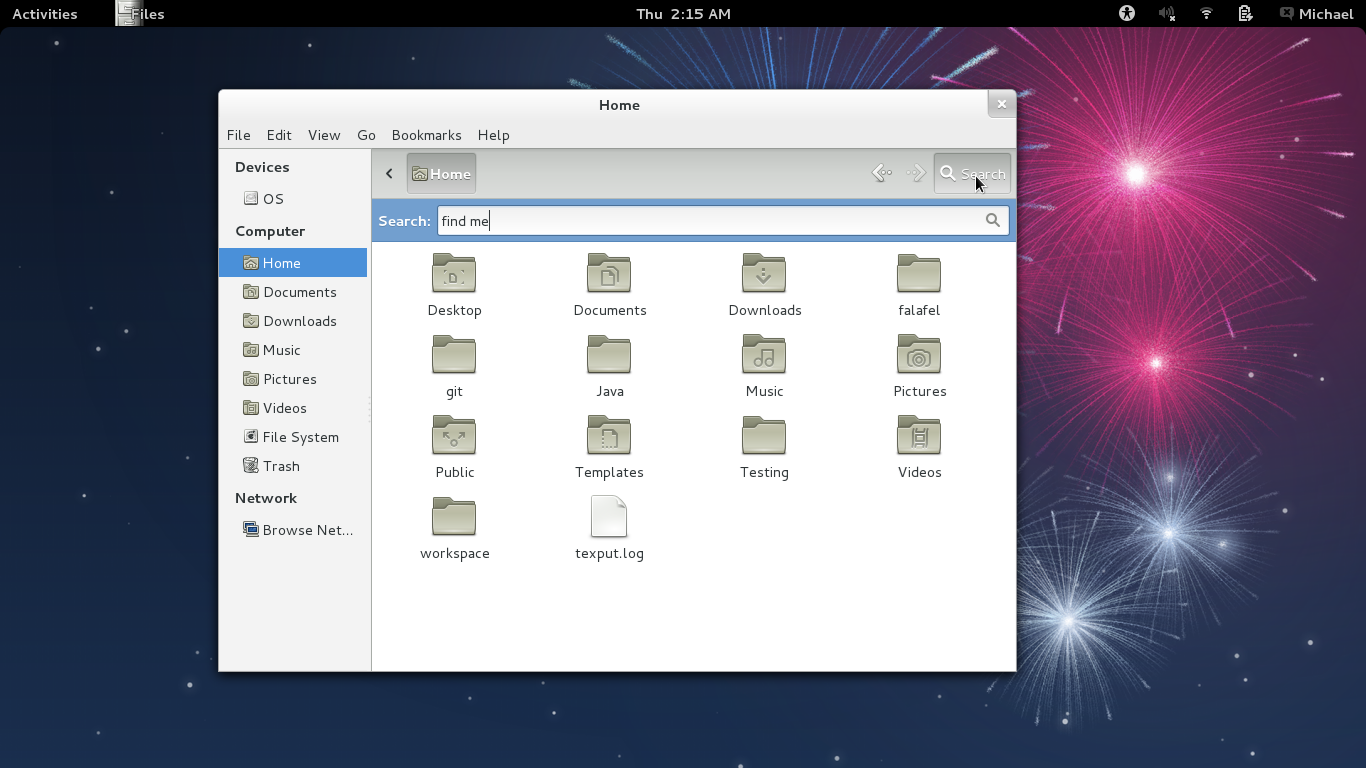 Activities Files Thu 2:15 AM Michael
Home
File Edit View Go Bookmarks Help
Devices
OS
Computer
Home
Documents
Downloads
Music
Pictures
Videos
File System
Trash
Network
Browse Net...
Home Search
Search: find me
Desktop Documents Downloads falafel
git Java Music Pictures
Public Templates Testing Videos
workspace texput.log